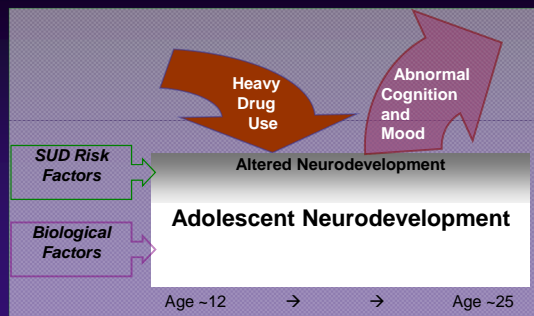 Heavy
Drug
Use
Abnormal
Cognition
and
Mood
SUD Risk
Factors
Altered Neurodevelopment
Adolescent Neurodevelopment
Biological
Factors
Age ~12 → → Age ~25